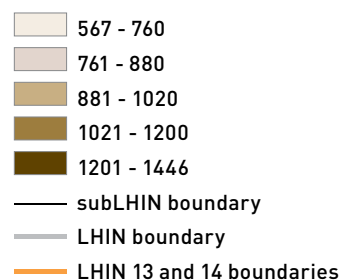 567 - 760
761 - 880
881 - 1020
1021 - 1200
1201 - 1446
subLHIN boundary
LHIN boundary
LHIN 13 and 14 boundaries